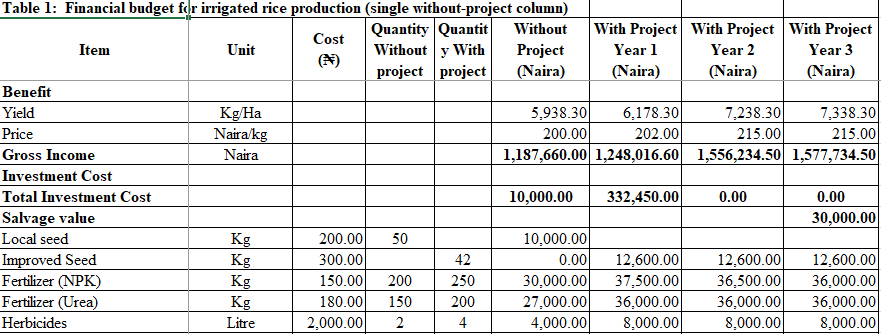 Table 1: Financial budget for irrigated rice production (single without-project column)
Item Unit Cost (₦) Quantity Without project Quantit y With project Without Project (Naira) With Project Year 1 (Naira) With Project Year 2 (Naira) With Project Year 3 (Naira)
Benefit
Yield Kg/Ha 5,938.30 6,178.30 7,238.30 7,338.30
Price Naira/kg 200.00 202.00 215.00 215.00
Gross Income Naira 1,187,660.00 1,248,016.60 1,556,234.50 1,577,734.50
Investment Cost
Total Investment Cost 10,000.00 332,450.00 0.00 0.00
Salvage value 30,000.00
Local seed Kg 200.00 50 10,000.00
Improved Seed Kg 300.00 42 0.00 12,600.00 12,600.00 12,600.00
Fertilizer (NPK) Kg 150.00 200 250 30,000.00 37,500.00 36,500.00 36,000.00
Fertilizer (Urea) Kg 180.00 150 200 27,000.00 36,000.00 36,000.00 36,000.00
Herbicides Litre 2,000.00 2 4 4,000.00 8,000.00 8,000.00 8,000.00